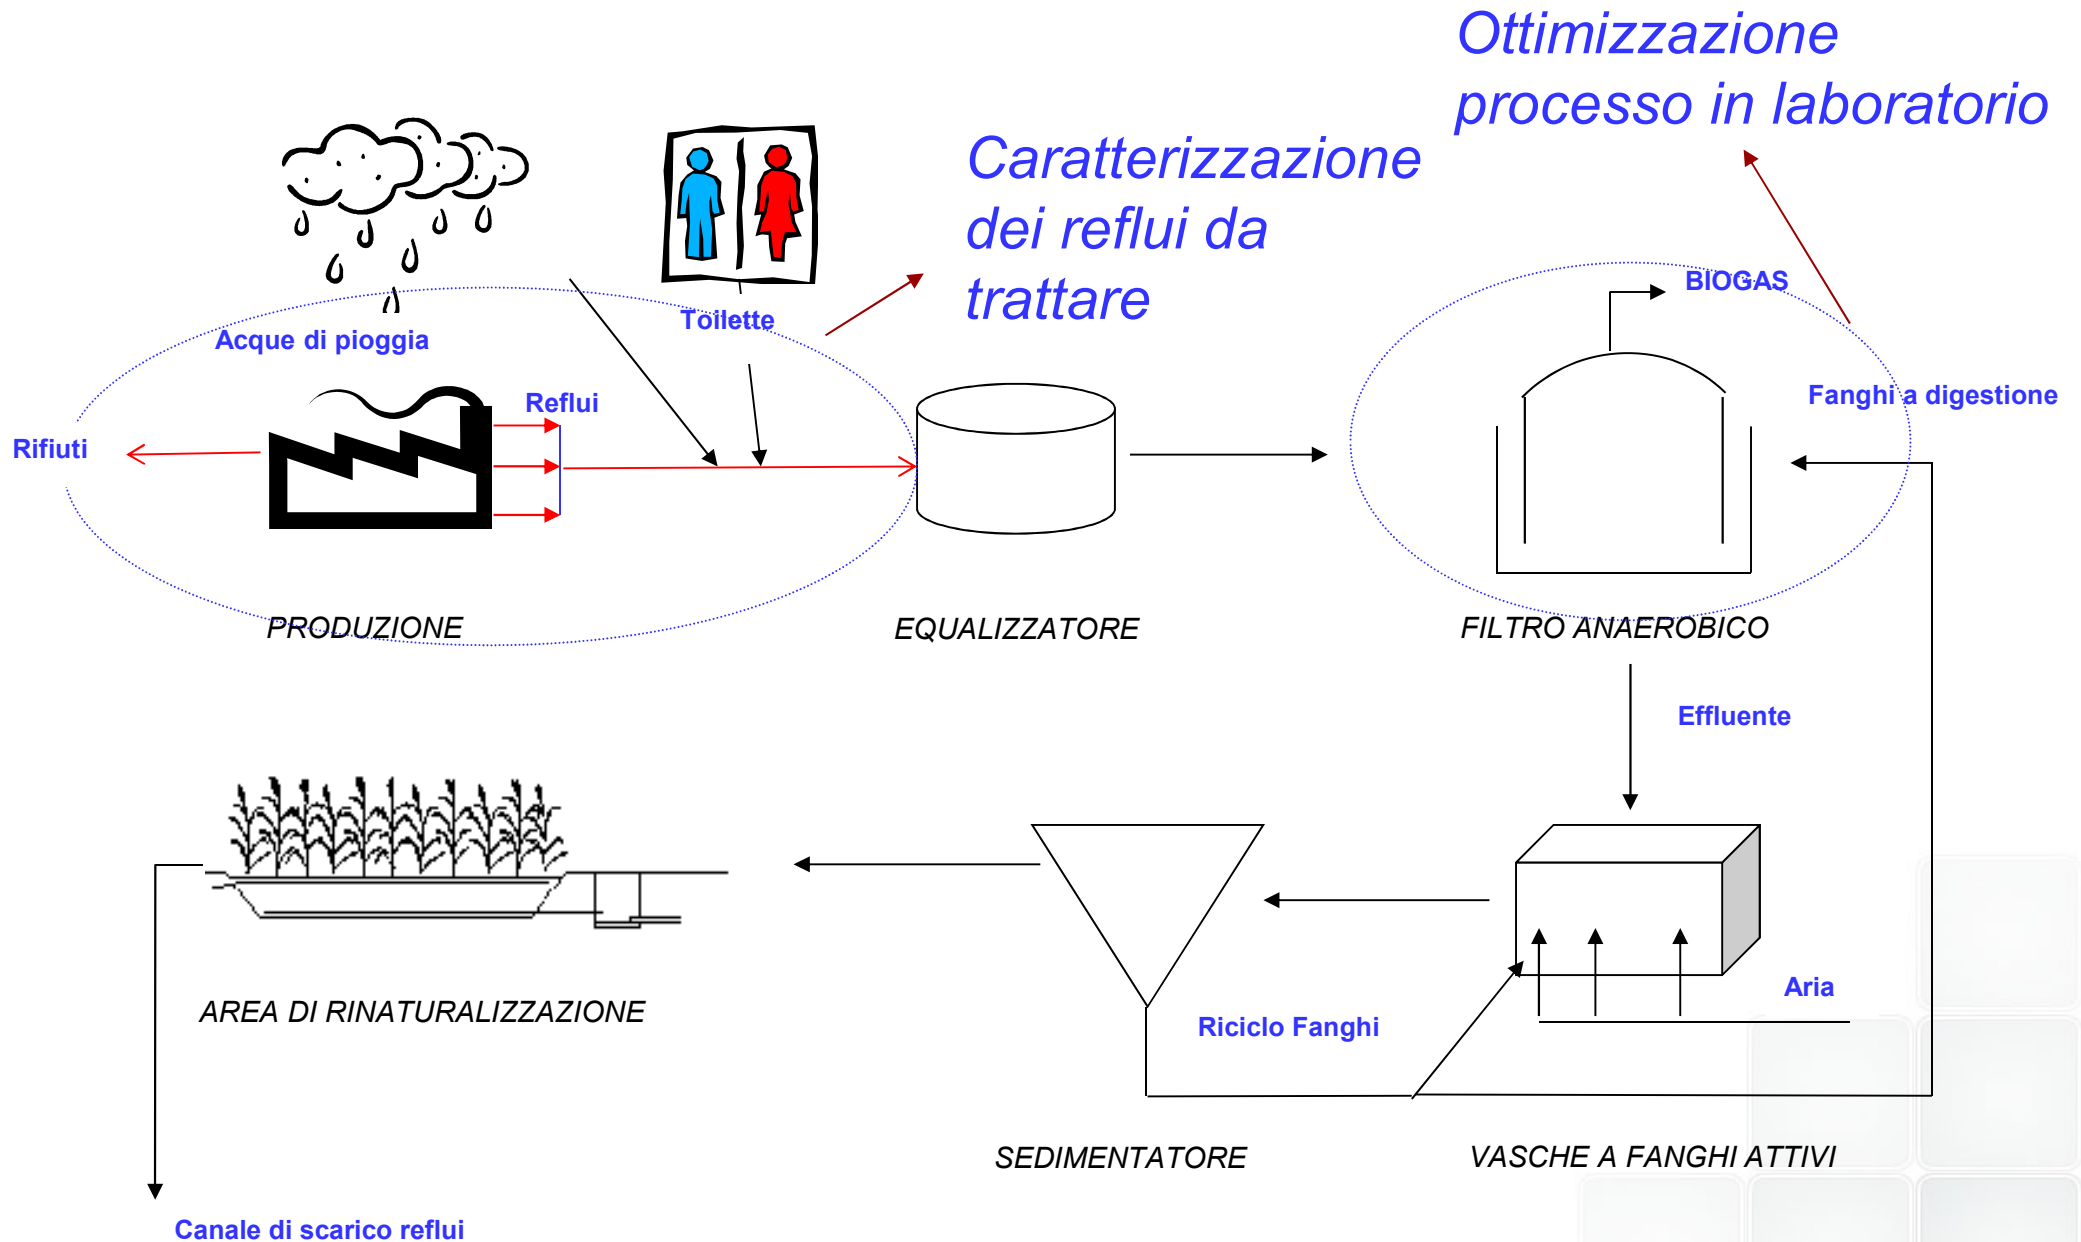 Ottimizzazione
processo in laboratorio
Caratterizzazione
dei reflui da
trattare
BIOGAS
Toilette
Acque di pioggia
Fanghi a digestione
Reflui
Rifiuti
PRODUZIONE
EQUALIZZATORE
FILTRO ANAEROBICO
Effluente
Aria
AREA DI RINATURALIZZAZIONE
Riciclo Fanghi
SEDIMENTATORE
VASCHE A FANGHI ATTIVI
Canale di scarico reflui